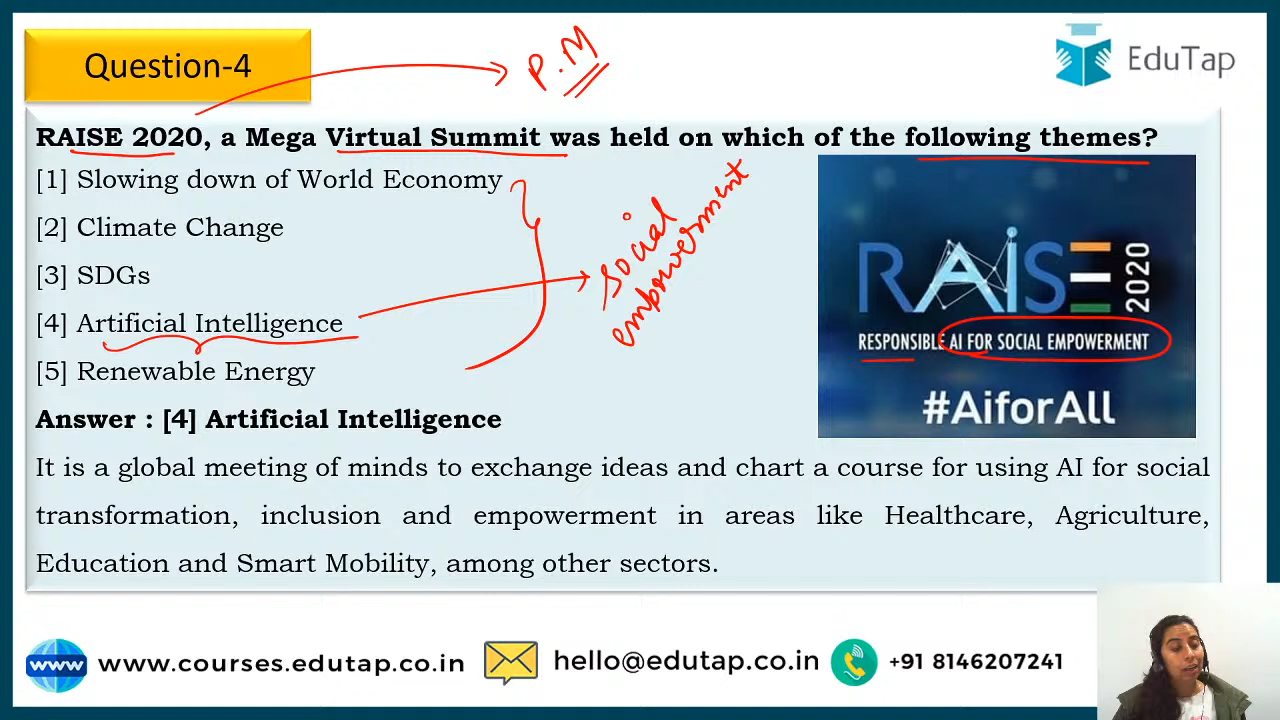 Question-4
P.M
EduTap
RAISE 2020, a Mega Virtual Summit was held on which of the following themes?
[1] Slowing down of World Economy
[2] Climate Change
[3] SDGs
[4] Artificial Intelligence
[5] Renewable Energy
social
empowerment
RAISE 2020
RESPONSIBLE AI FOR SOCIAL EMPOWERMENT
#AiforAll
Answer : [4] Artificial Intelligence
It is a global meeting of minds to exchange ideas and chart a course for using AI for social
transformation, inclusion and empowerment in areas like Healthcare, Agriculture,
Education and Smart Mobility, among other sectors.
www
www.courses.edutap.co.in
hello@edutap.co.in
+91 8146207241